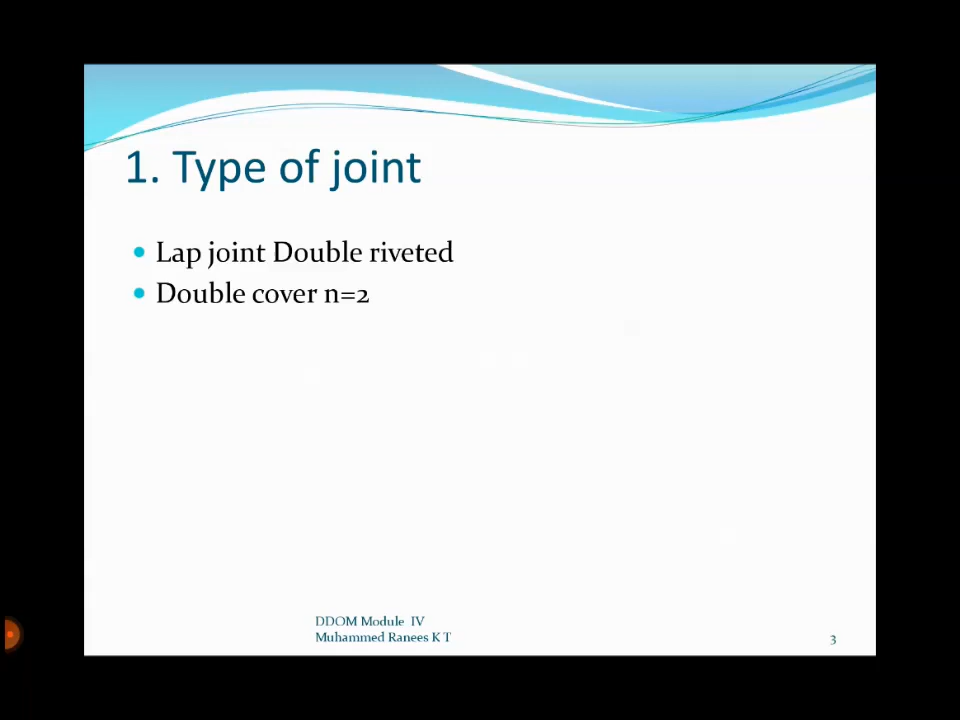 1. Type of joint
Lap joint Double riveted
Double cover n=2
DDOM Module IV
Muhammed Ranees K T
3